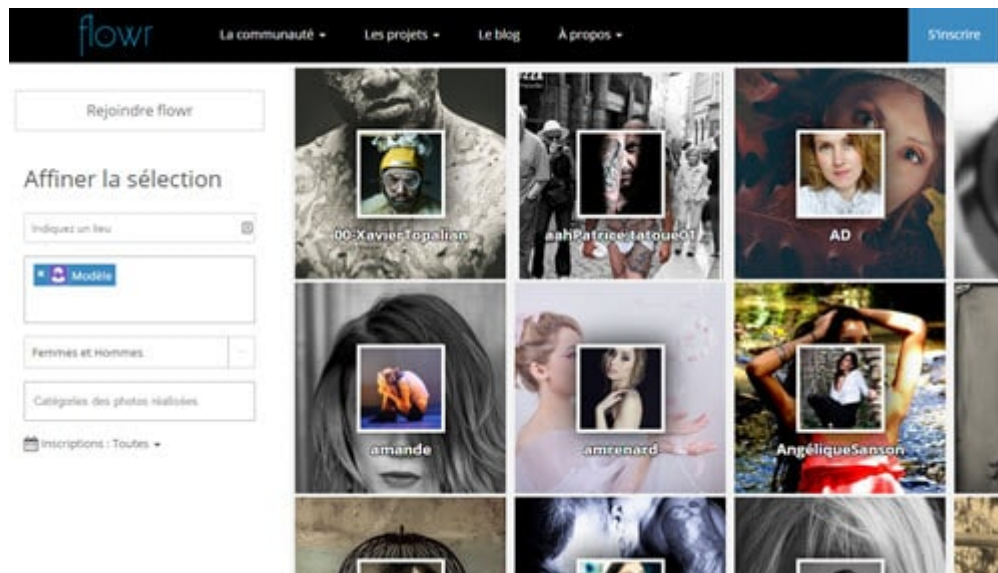 flowr
La communauté
Les projets
Le blog
À propos
S'inscrire
Rejoindre flowr
Affiner la sélection
Indiquez un lieu
Modèle
Femmes et Hommes
Catégories des photos réalisées
Inscriptions : Toutes
00-XavierTopalian
aahPatrice tatoue01
AD
amande
amrenard
AngéliqueSanson